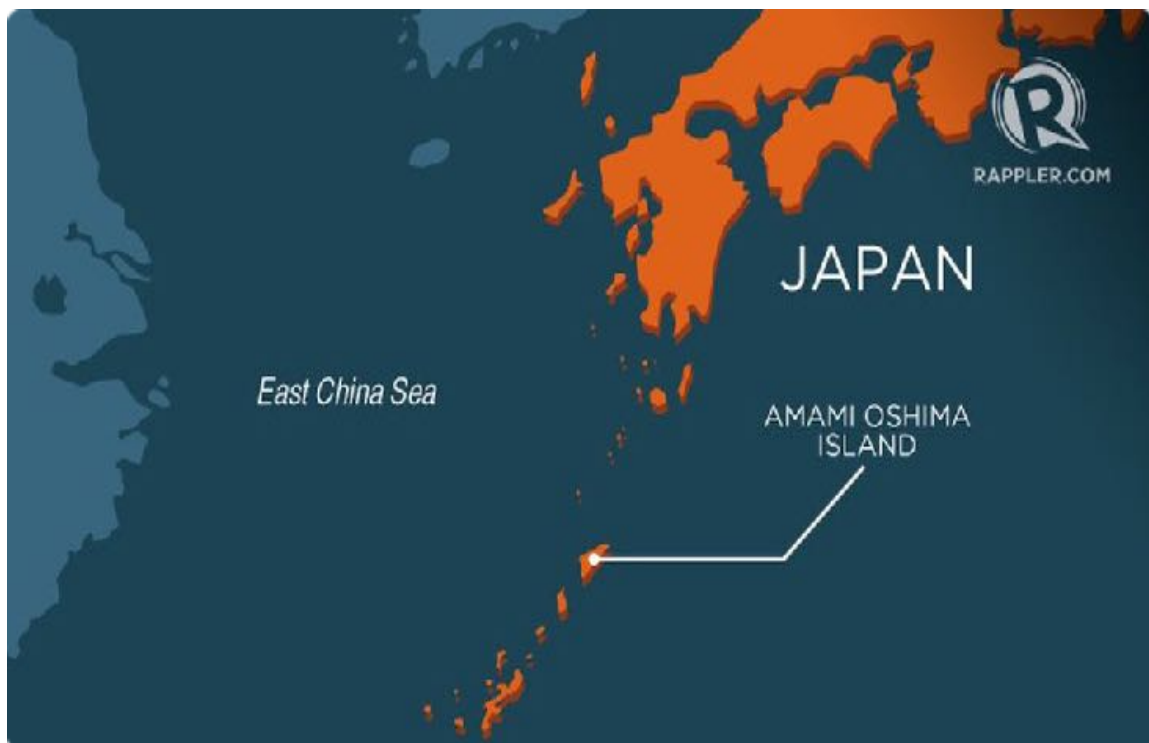 R
RAPPLER.COM
JAPAN
East China Sea
AMAMI OSHIMA
ISLAND